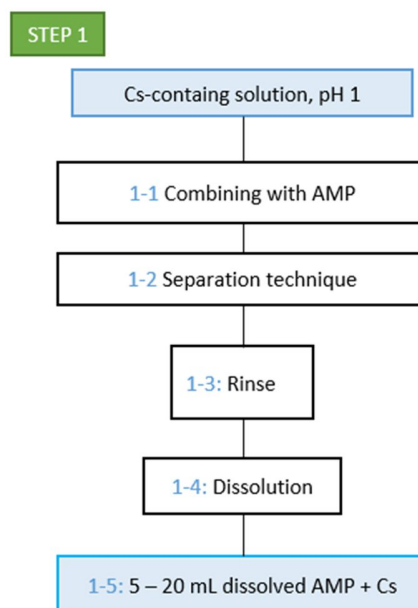 STEP 1
Cs-containg solution, pH 1
1-1 Combining with AMP
1-2 Separation technique
1-3: Rinse
1-4: Dissolution
1-5: 5 – 20 mL dissolved AMP + Cs